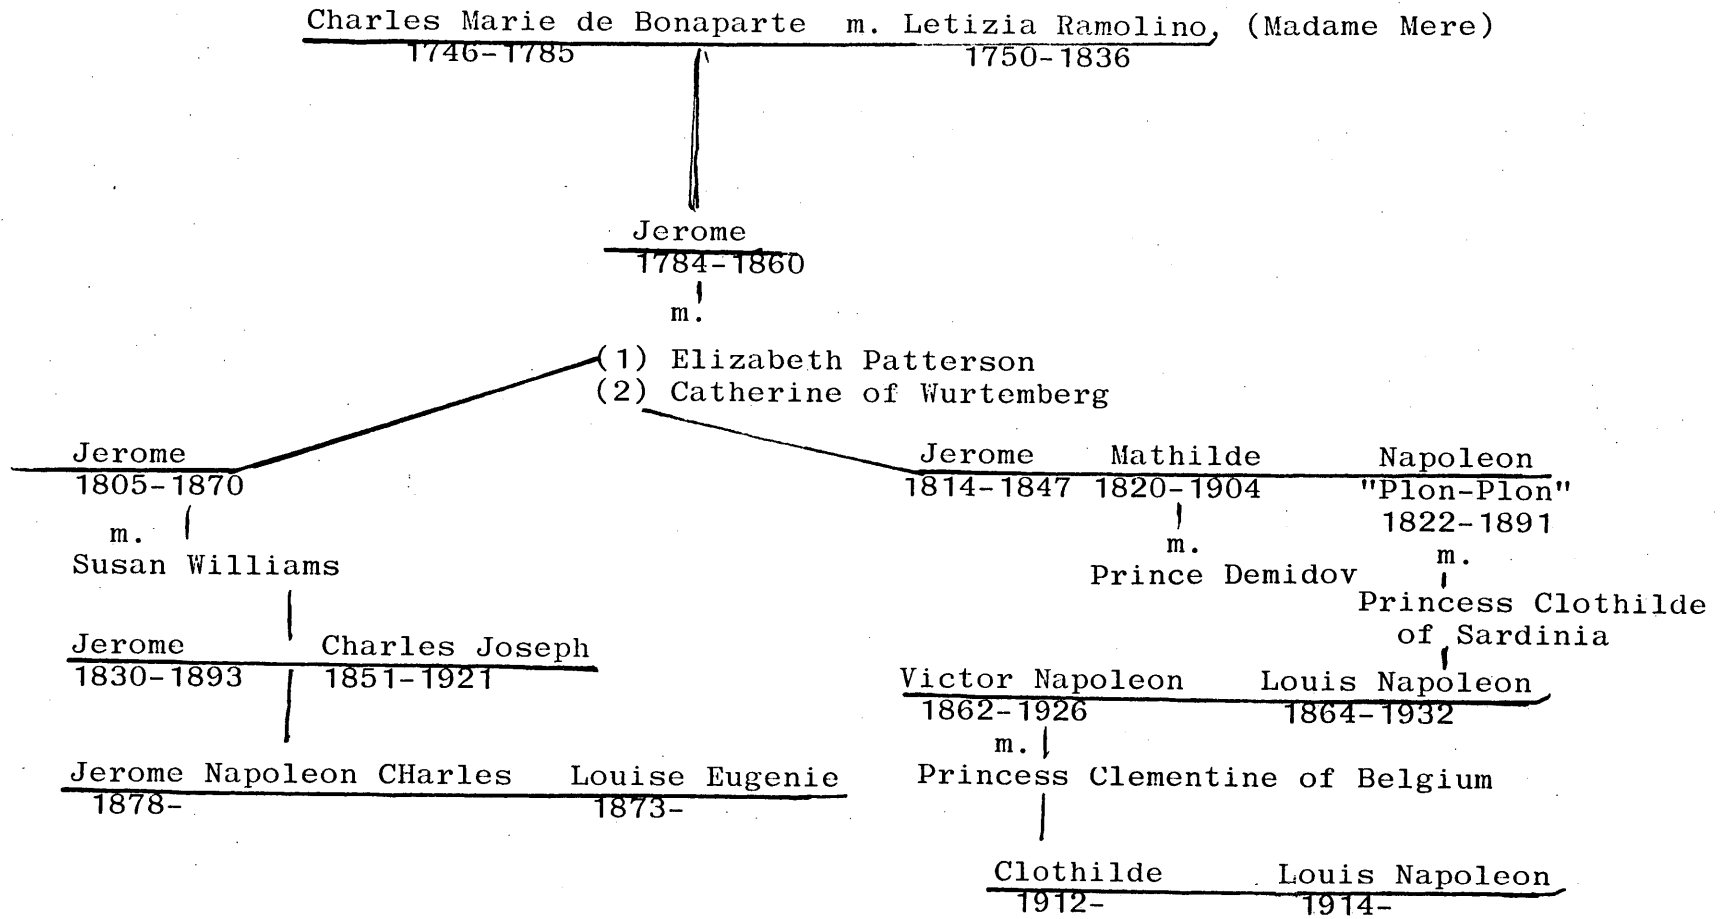 Charles Marie de Bonaparte m. Letizia Ramolino, (Madame Mere)
1746-1785 1750-1836
Jerome
1784-1860
m.
(1) Elizabeth Patterson
(2) Catherine of Wurtemberg
Jerome
1805-1870
m.
Susan Williams
Jerome Charles Joseph
1830-1893 1851-1921
Jerome Napoleon CHarles Louise Eugenie
1878- 1873-
Jerome Mathilde Napoleon
1814-1847 1820-1904 "Plon-Plon"
1822-1891
m. m.
Prince Demidov
Princess Clothilde
of Sardinia
Victor Napoleon Louis Napoleon
1862-1926 1864-1932
m.
Princess Clementine of Belgium
Clothilde Louis Napoleon
1912- 1914-